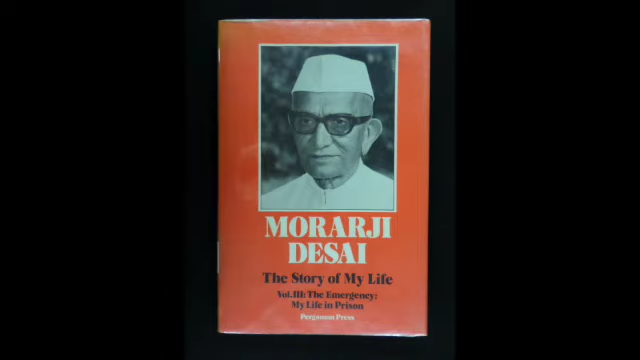 MORARJI
DESAI
The Story of My Life
Vol. III: The Emergency:
My Life in Prison
Pergamon Press